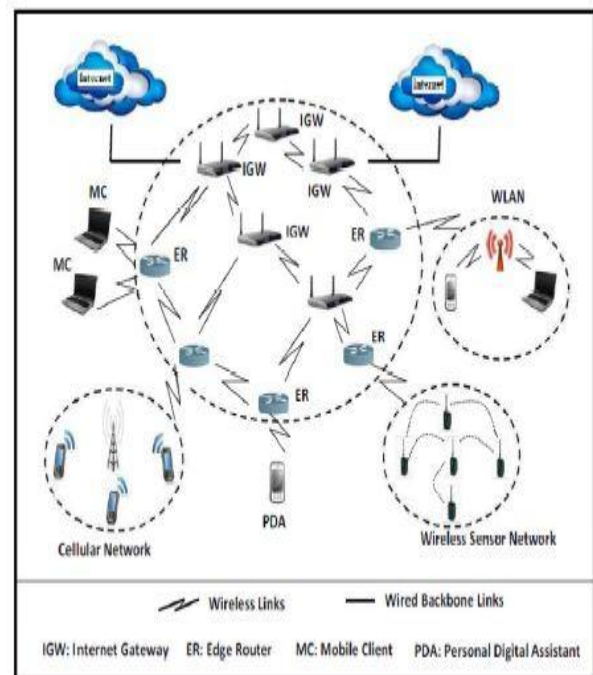 Internet
Internet
IGW
IGW
IGW
MC
WLAN
IGW
ER
ER
MC
ER
ER
PDA
Cellular Network
Wireless Sensor Network
Wireless Links
Wired Backbone Links
IGW: Internet Gateway ER: Edge Router MC: Mobile Client PDA: Personal Digital Assistant